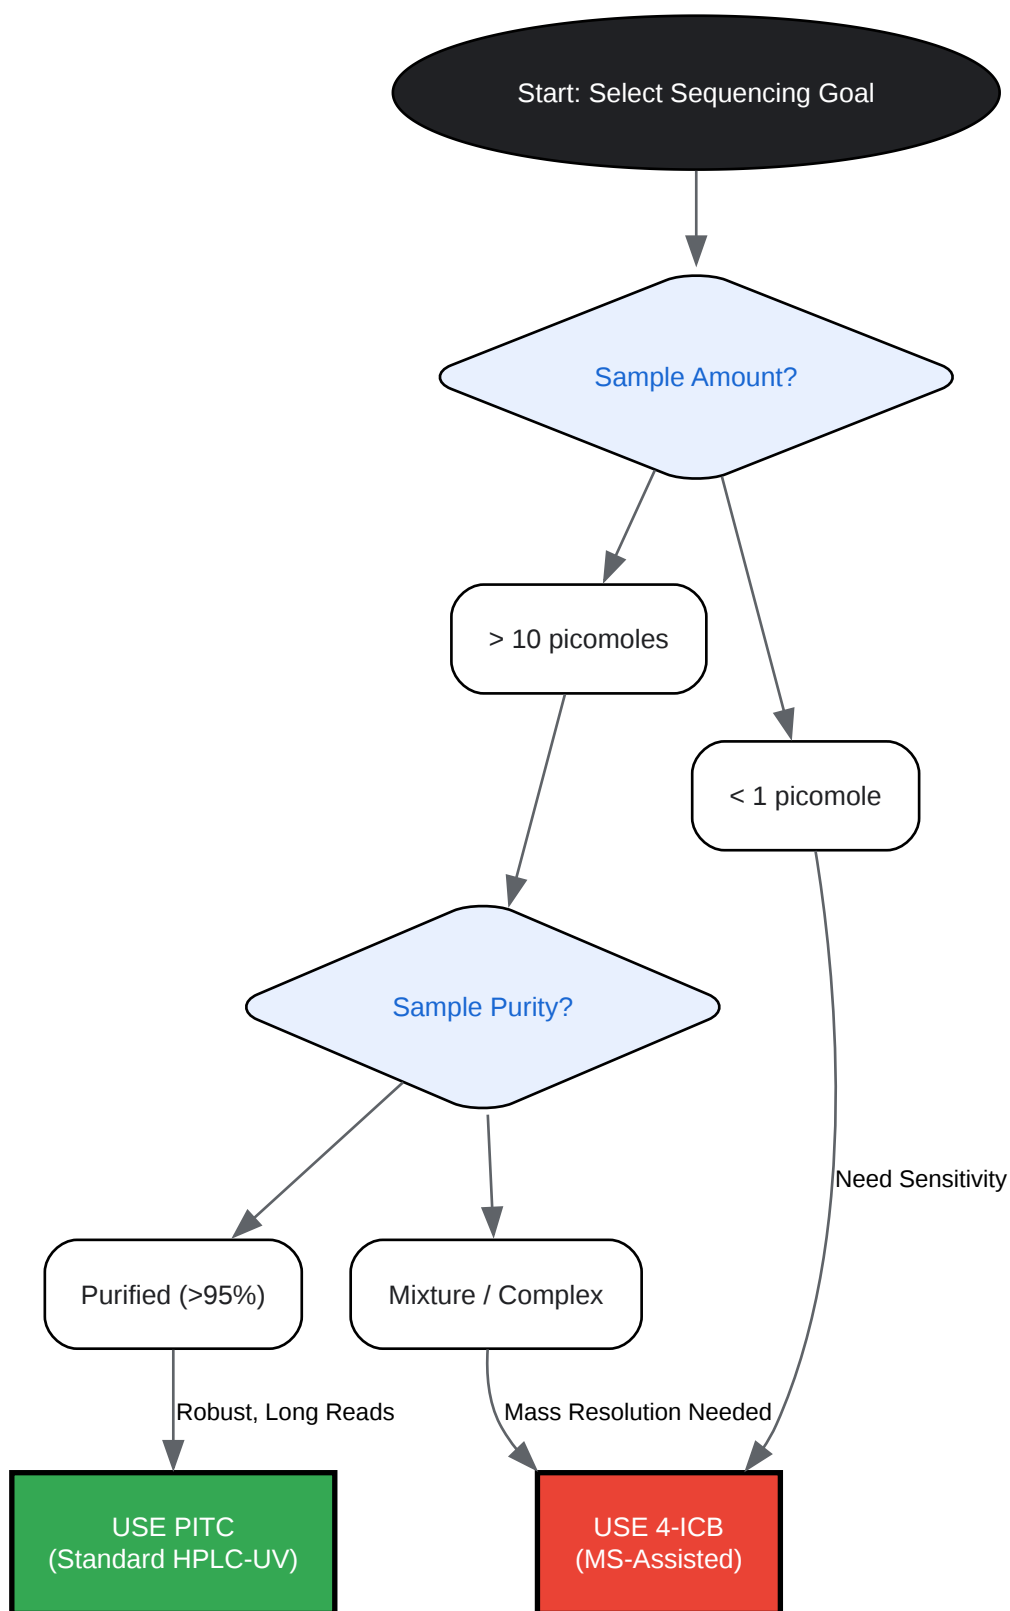 Start: Select Sequencing Goal
Sample Amount?
> 10 picomoles
< 1 picomole
Sample Purity?
Need Sensitivity
Purified (>95%)
Mixture / Complex
Robust, Long Reads
Mass Resolution Needed
USE PITC
(Standard HPLC-UV)
USE 4-ICB
(MS-Assisted)